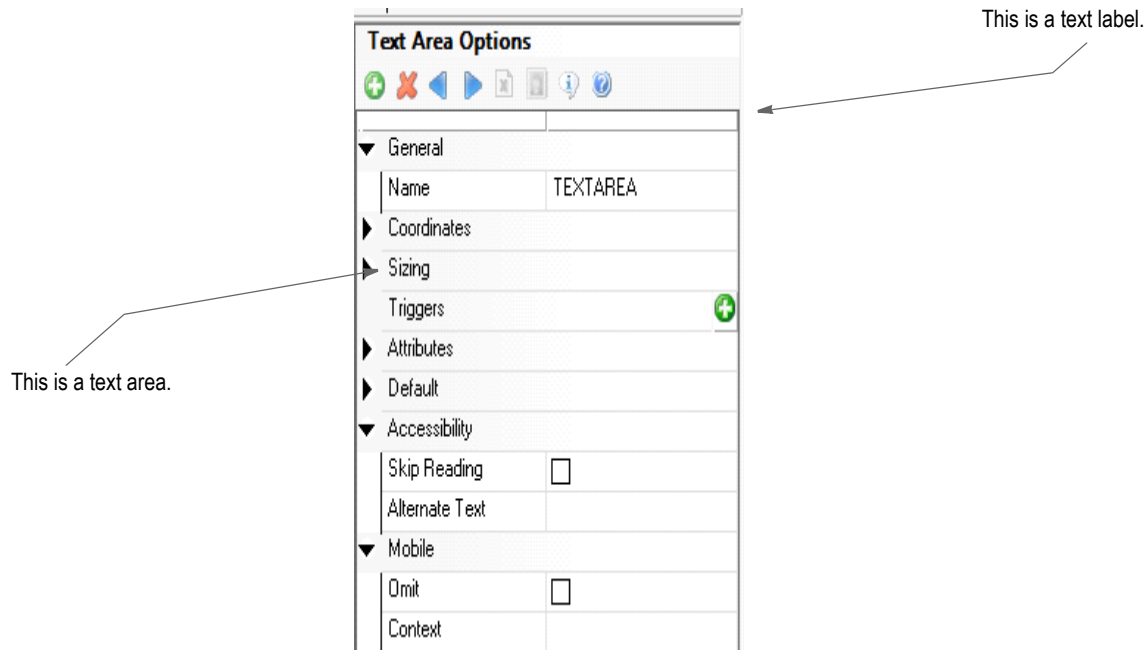 This is a text label.
Text Area Options
General
Name TEXTAREA
Coordinates
Sizing
Triggers
Attributes
This is a text area.
Default
Accessibility
Skip Reading
Alternate Text
Mobile
Omit
Context